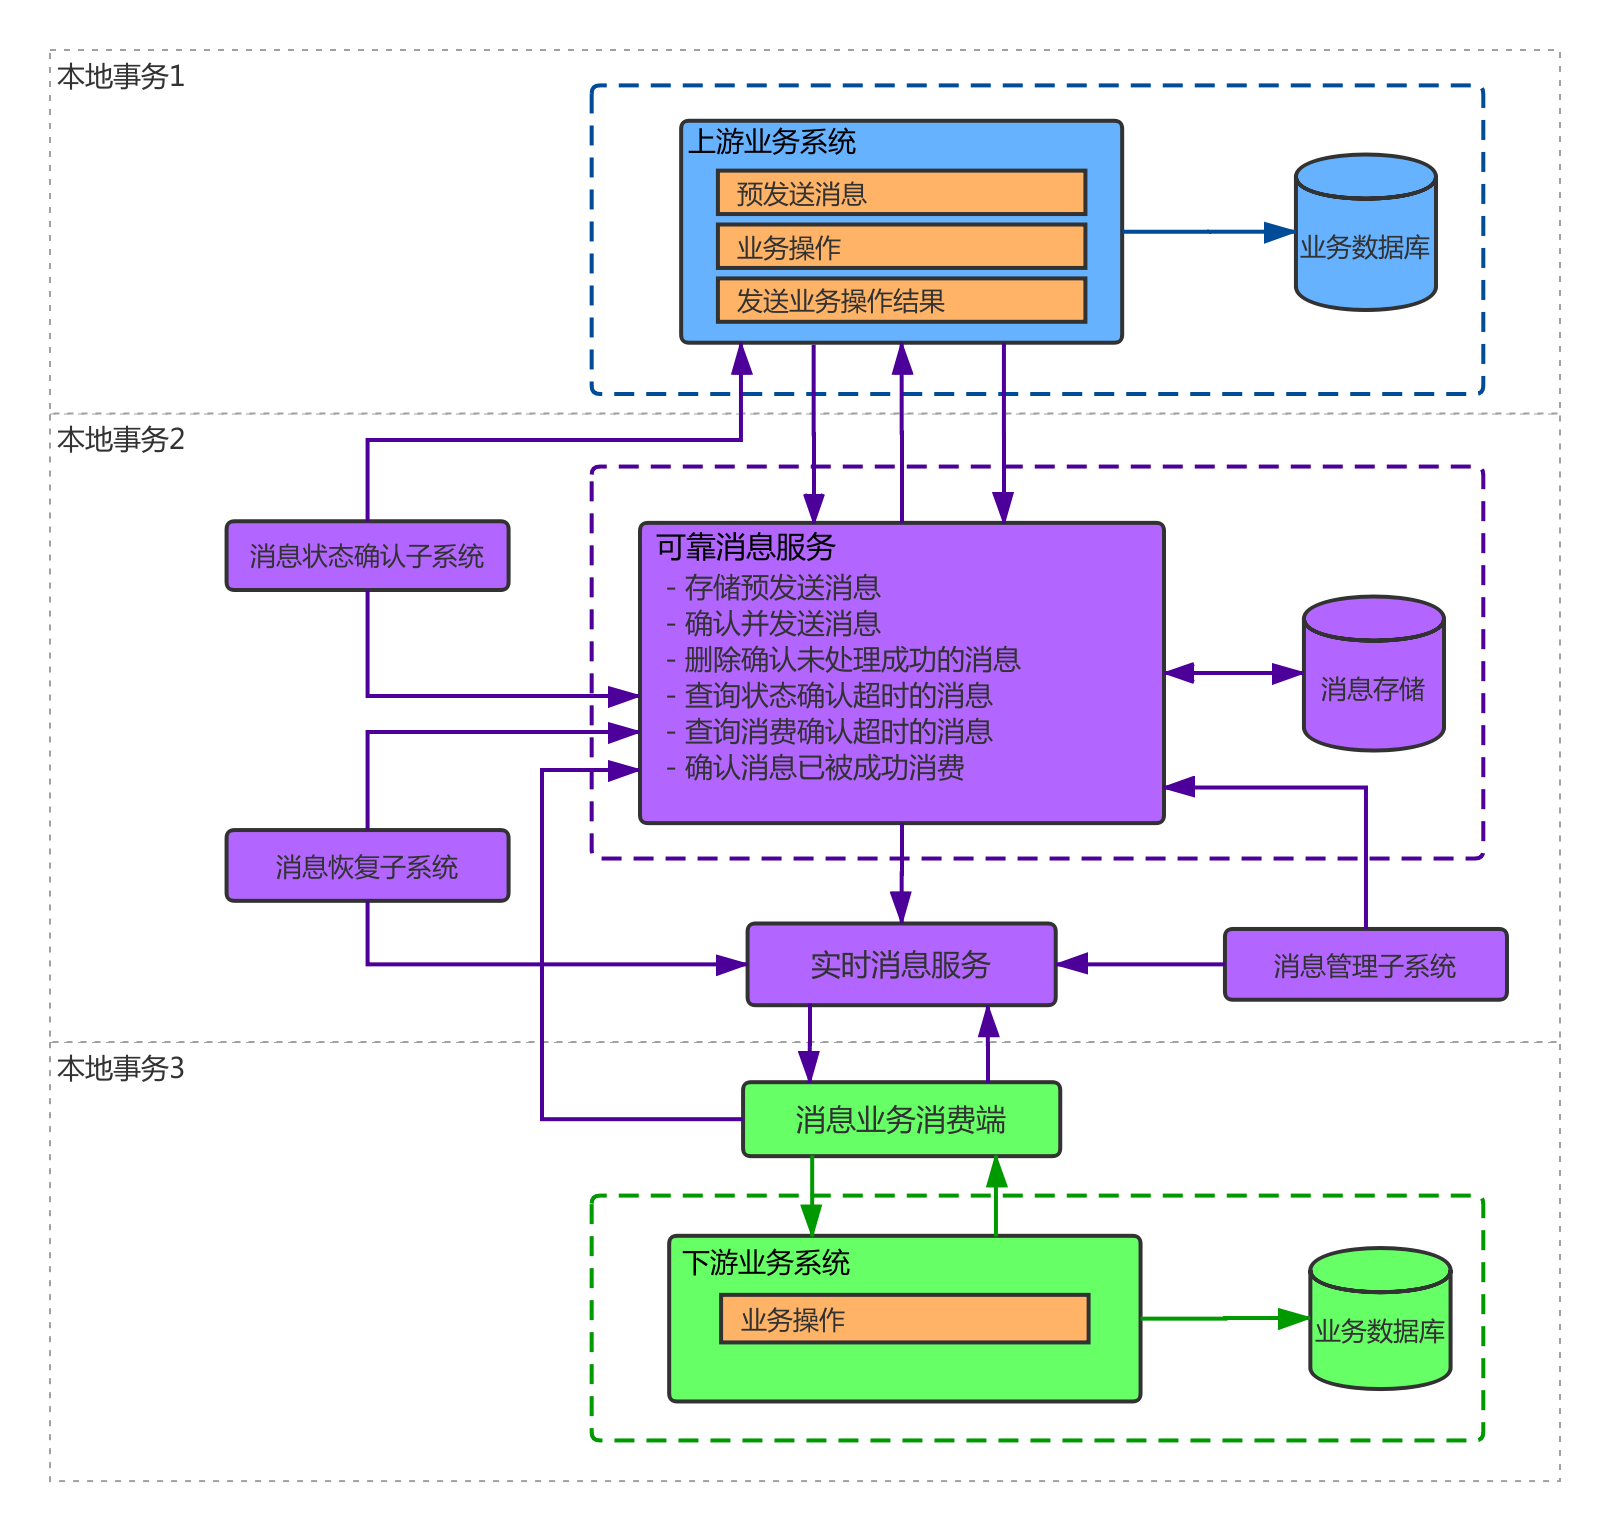 本地事务1
上游业务系统
预发送消息
业务操作
发送业务操作结果
业务数据库
本地事务2
消息状态确认子系统
可靠消息服务
- 存储预发送消息
- 确认并发送消息
- 删除确认未处理成功的消息
- 查询状态确认超时的消息
- 查询消费确认超时的消息
- 确认消息已被成功消费
消息存储
消息恢复子系统
实时消息服务
消息管理子系统
本地事务3
消息业务消费端
下游业务系统
业务操作
业务数据库